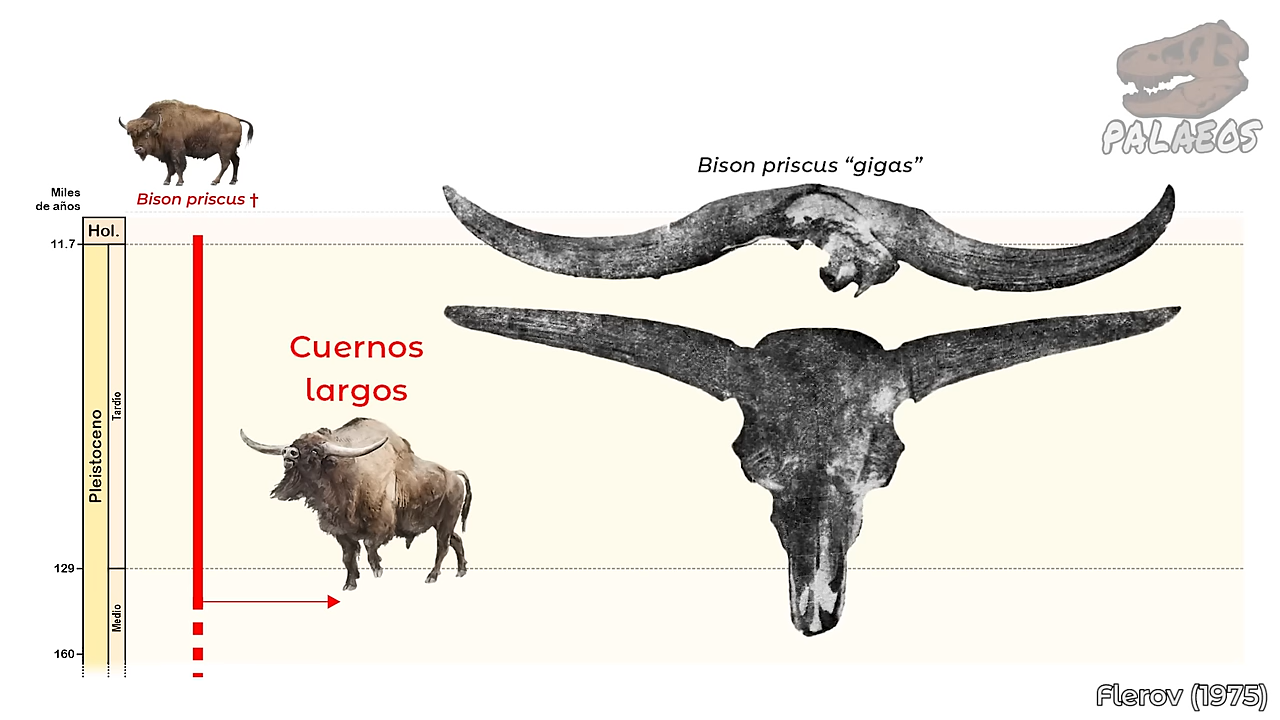 PALAEOS
Bison priscus “gigas”
Miles
de años
Bison priscus †
Hol.
11.7
Cuernos
largos
Tardío
Pleistoceno
129
Medio
160
Flerov (1975)